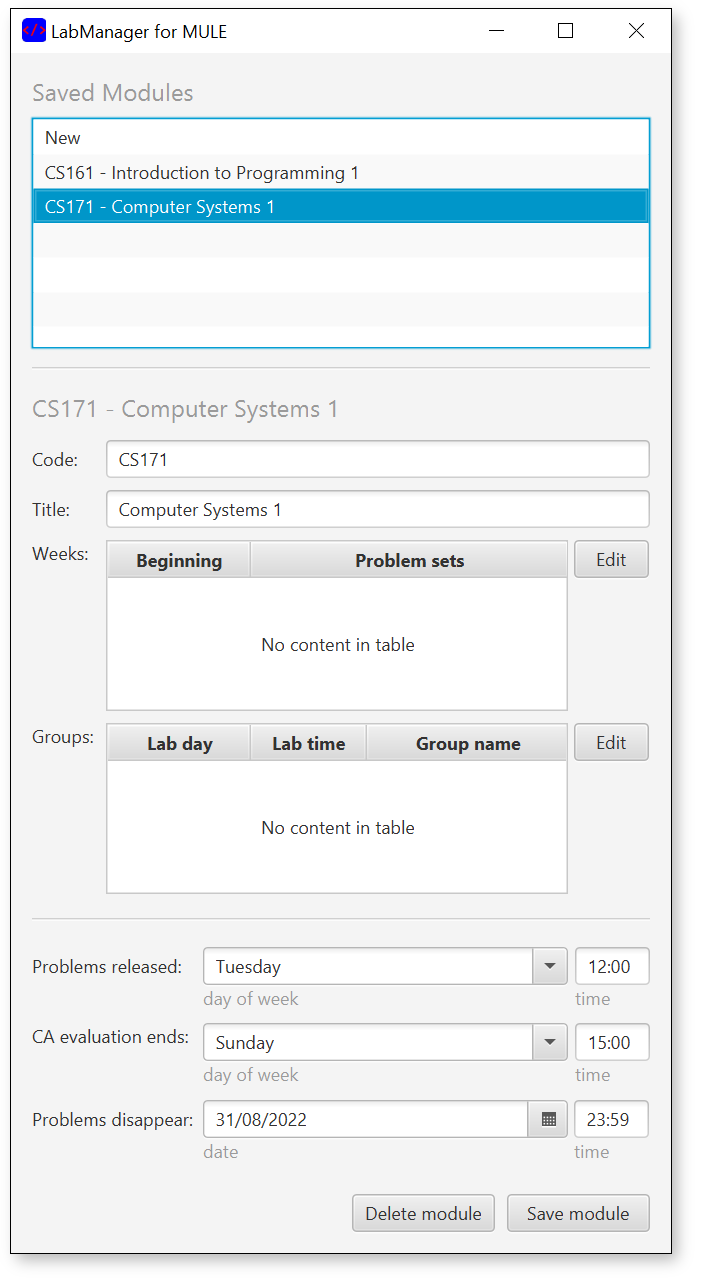 </> LabManager for MULE
Saved Modules
New
CS161 - Introduction to Programming 1
CS171 - Computer Systems 1
CS171 - Computer Systems 1
Code: CS171
Title: Computer Systems 1
Weeks: Beginning Problem sets Edit
No content in table
Groups: Lab day Lab time Group name Edit
No content in table
Problems released: Tuesday 12:00
day of week time
CA evaluation ends: Sunday 15:00
day of week time
Problems disappear: 31/08/2022 23:59
date time
Delete module Save module